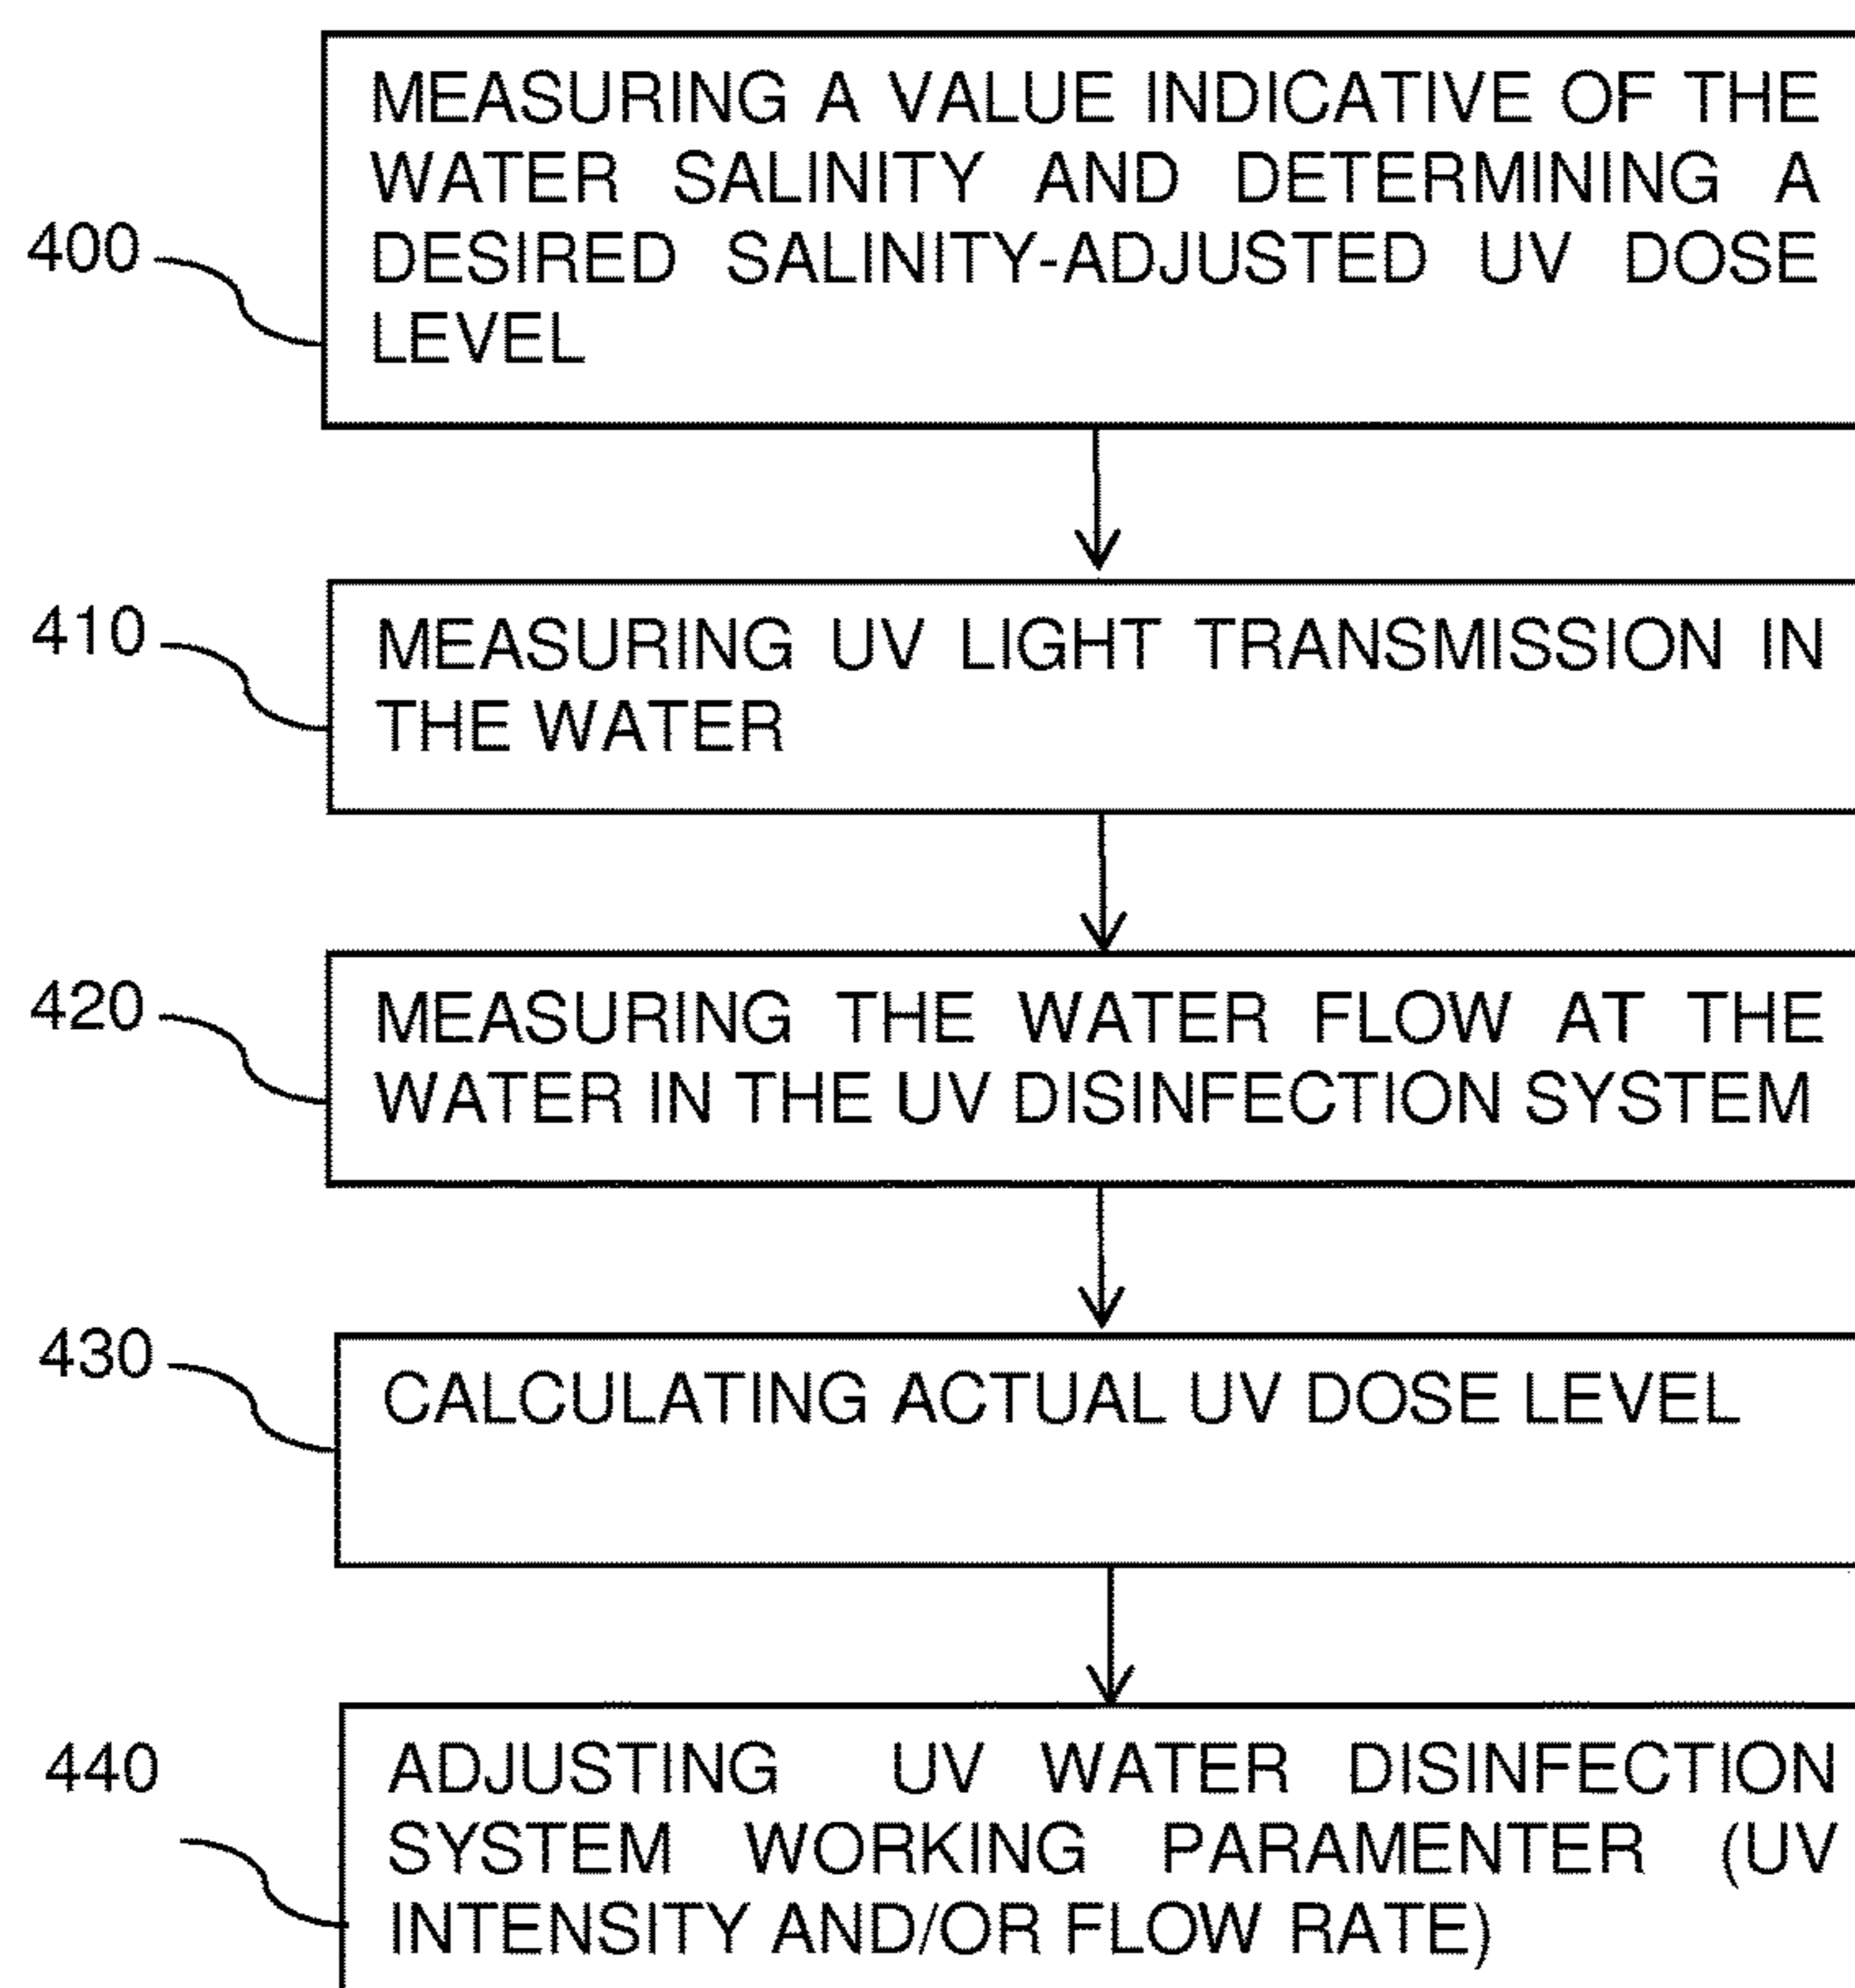 MEASURING A VALUE INDICATIVE OF THE
WATER SALINITY AND DETERMINING A
400
DESIRED SALINITY-ADJUSTED UV DOSE
LEVEL
410
MEASURING UV LIGHT TRANSMISSION IN
THE WATER
420
MEASURING THE WATER FLOW AT THE
WATER IN THE UV DISINFECTION SYSTEM
430
CALCULATING ACTUAL UV DOSE LEVEL
440
ADJUSTING UV WATER DISINFECTION
SYSTEM WORKING PARAMENTER (UV
INTENSITY AND/OR FLOW RATE)